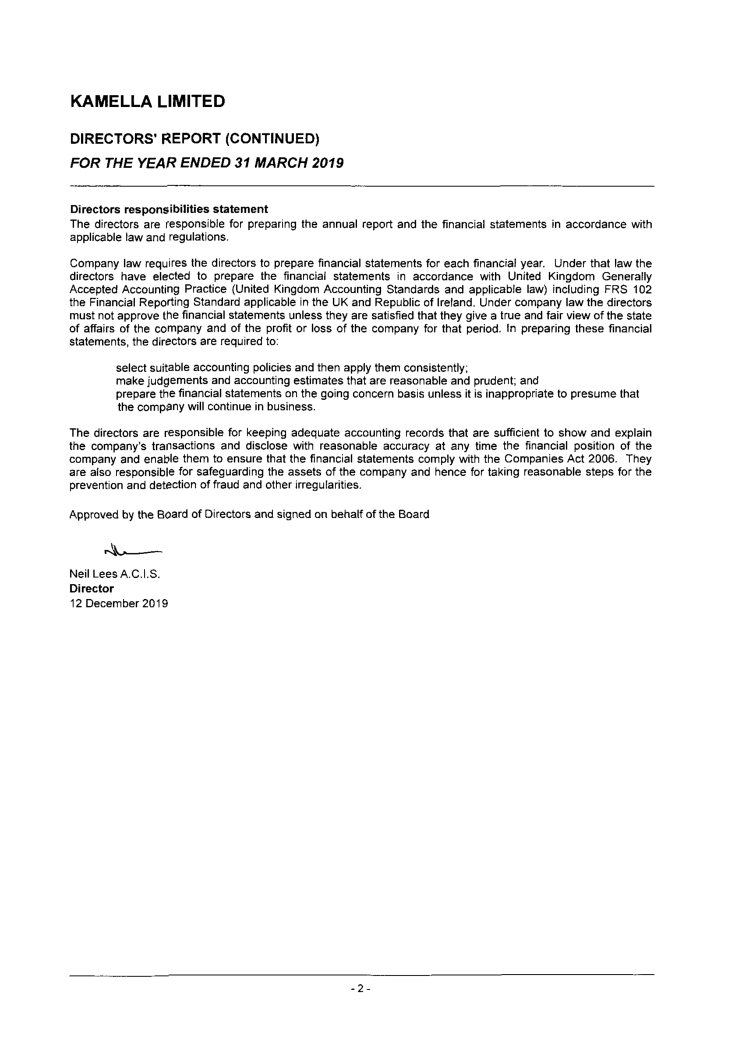 KAMELLA LIMITED
DIRECTORS' REPORT (CONTINUED)
FOR THE YEAR ENDED 31 MARCH 2019
Directors responsibilities statement
The directors are responsible for preparing the annual report and the financial statements in accordance with
applicable law and regulations.
Company law requires the directors to prepare financial statements for each financial year. Under that law the
directors have elected to prepare the financial statements in accordance with United Kingdom Generally
Accepted Accounting Practice (United Kingdom Accounting Standards and applicable law) including FRS 102
the Financial Reporting Standard applicable in the UK and Republic of Ireland. Under company law the directors
must not approve the financial statements unless they are satisfied that they give a true and fair view of the state
of affairs of the company and of the profit or loss of the company for that period. In preparing these financial
statements, the directors are required to:
select suitable accounting policies and then apply them consistently;
make judgements and accounting estimates that are reasonable and prudent; and
prepare the financial statements on the going concern basis unless it is inappropriate to presume that
the company will continue in business.
The directors are responsible for keeping adequate accounting records that are sufficient to show and explain
the company's transactions and disclose with reasonable accuracy at any time the financial position of the
company and enable them to ensure that the financial statements comply with the Companies Act 2006. They
are also responsible for safeguarding the assets of the company and hence for taking reasonable steps for the
prevention and detection of fraud and other irregularities.
Approved by the Board of Directors and signed on behalf of the Board
Neil Lees A.C.I.S.
Director
12 December 2019
- 2 -